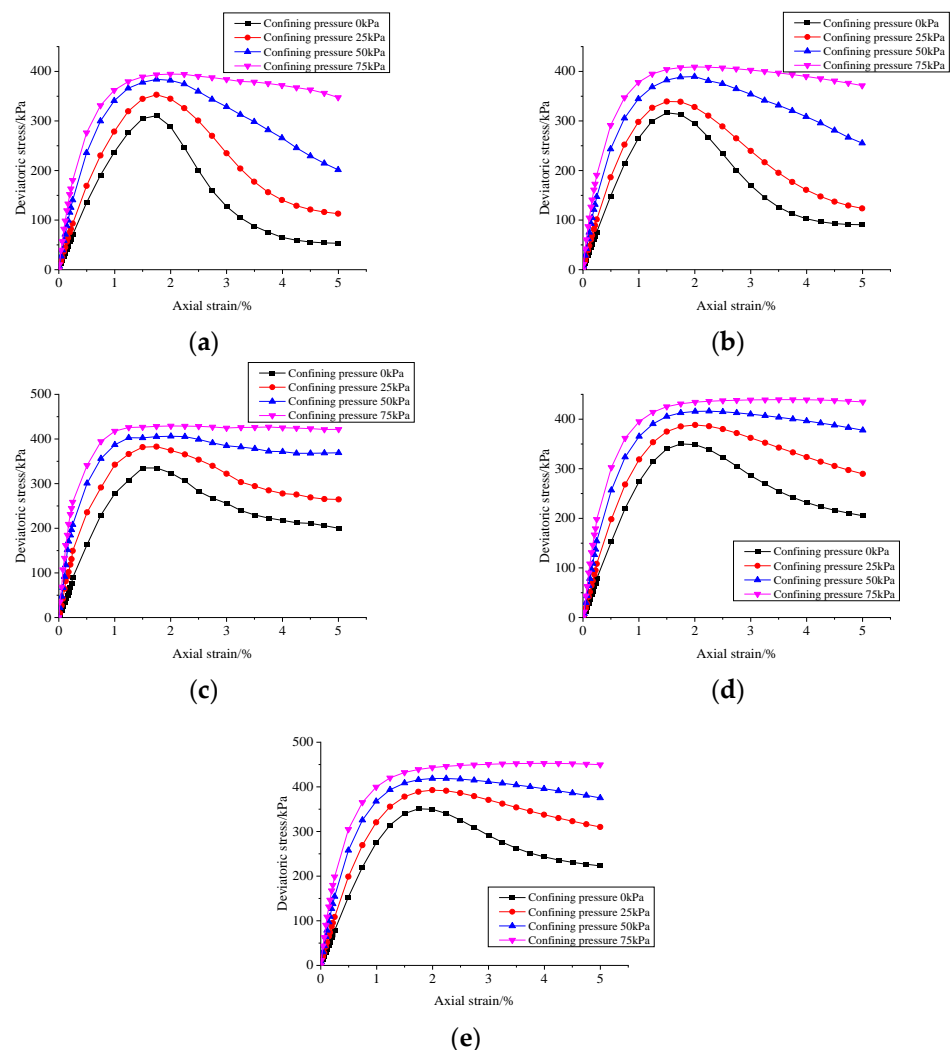 Confining pressure 0kPa
Confining pressure 25kPa
Confining pressure 50kPa
Confining pressure 75kPa
400
300
200
100
0
Deviatoric stress/kPa
0 1 2 3 4 5
Axial strain/%
(a)
Confining pressure 0kPa
Confining pressure 25kPa
Confining pressure 50kPa
Confining pressure 75kPa
400
300
200
100
0
Deviatoric stress/kPa
0 1 2 3 4 5
Axial strain/%
(b)
Confining pressure 0kPa
Confining pressure 25kPa
Confining pressure 50kPa
Confining pressure 75kPa
500
400
300
200
100
0
Deviatoric stress/kPa
0 1 2 3 4 5
Axial strain/%
(c)
400
300
200
100
0
Deviatoric stress/kPa
Confining pressure 0kPa
Confining pressure 25kPa
Confining pressure 50kPa
Confining pressure 75kPa
0 1 2 3 4 5
Axial strain/%
(d)
500
400
300
200
100
0
Deviatoric stress/kPa
Confining pressure 0kPa
Confining pressure 25kPa
Confining pressure 50kPa
Confining pressure 75kPa
0 1 2 3 4 5
Axial strain/%
(e)